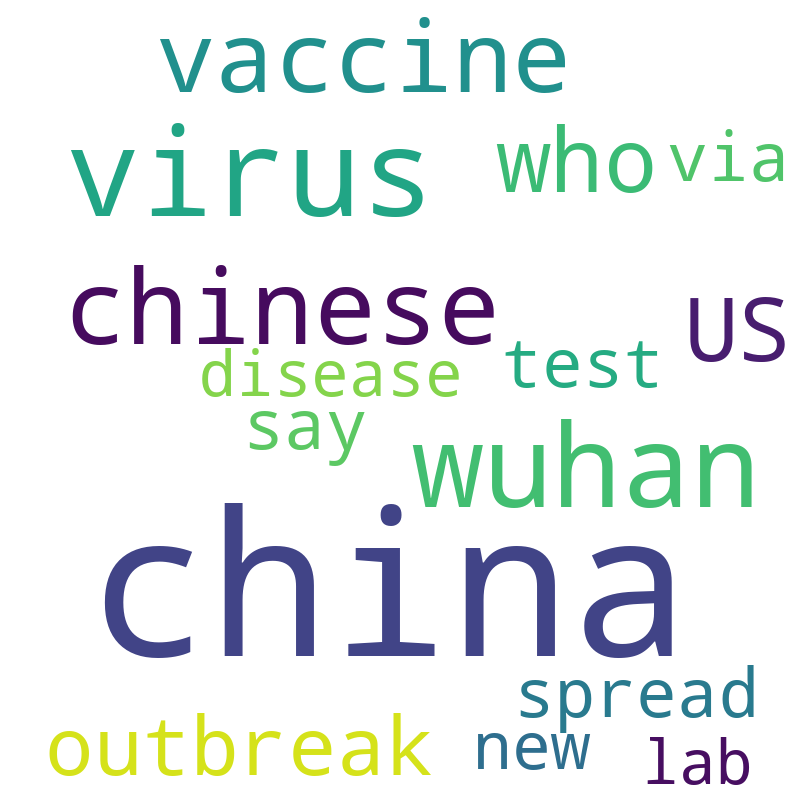 vaccine
virus who via
chinese US
disease test
say
wuhan
china
spread
outbreak new lab